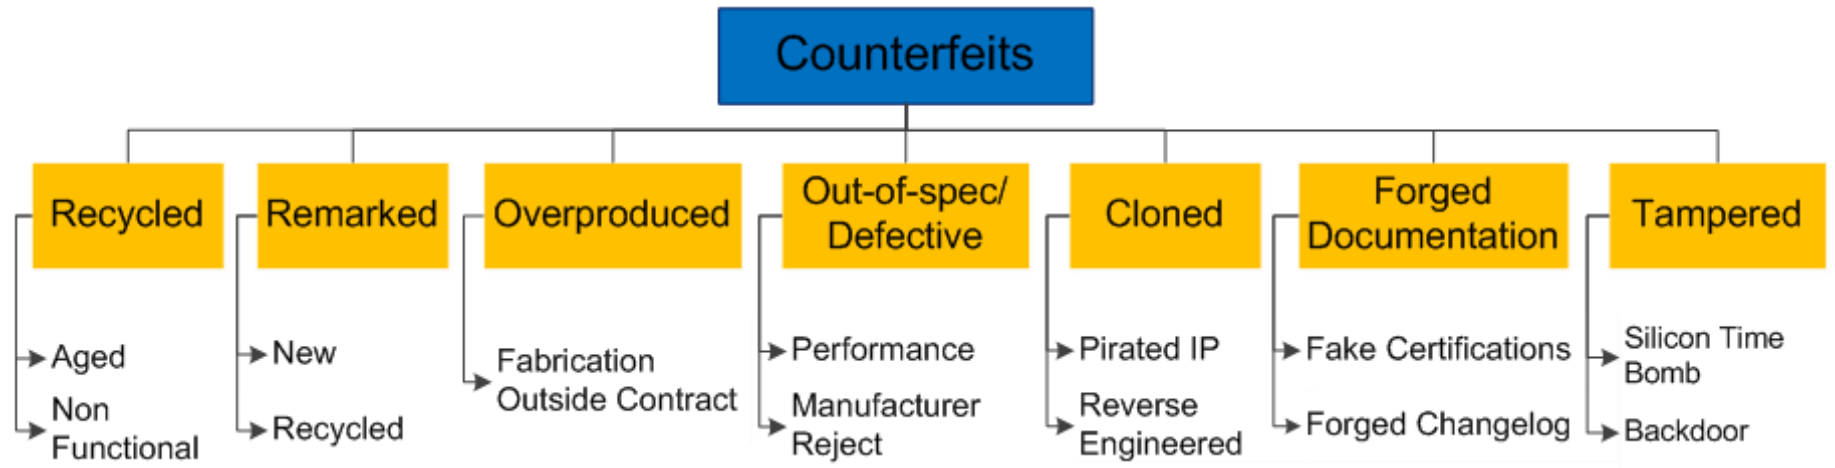 Counterfeits
Recycled
Aged
Non
Functional
Remarked
New
Recycled
Overproduced
Fabrication
Outside Contract
Out-of-spec/
Defective
Performance
Manufacturer
Reject
Cloned
Pirated IP
Reverse
Engineered
Forged
Documentation
Fake Certifications
Forged Changelog
Tampered
Silicon Time
Bomb
Backdoor